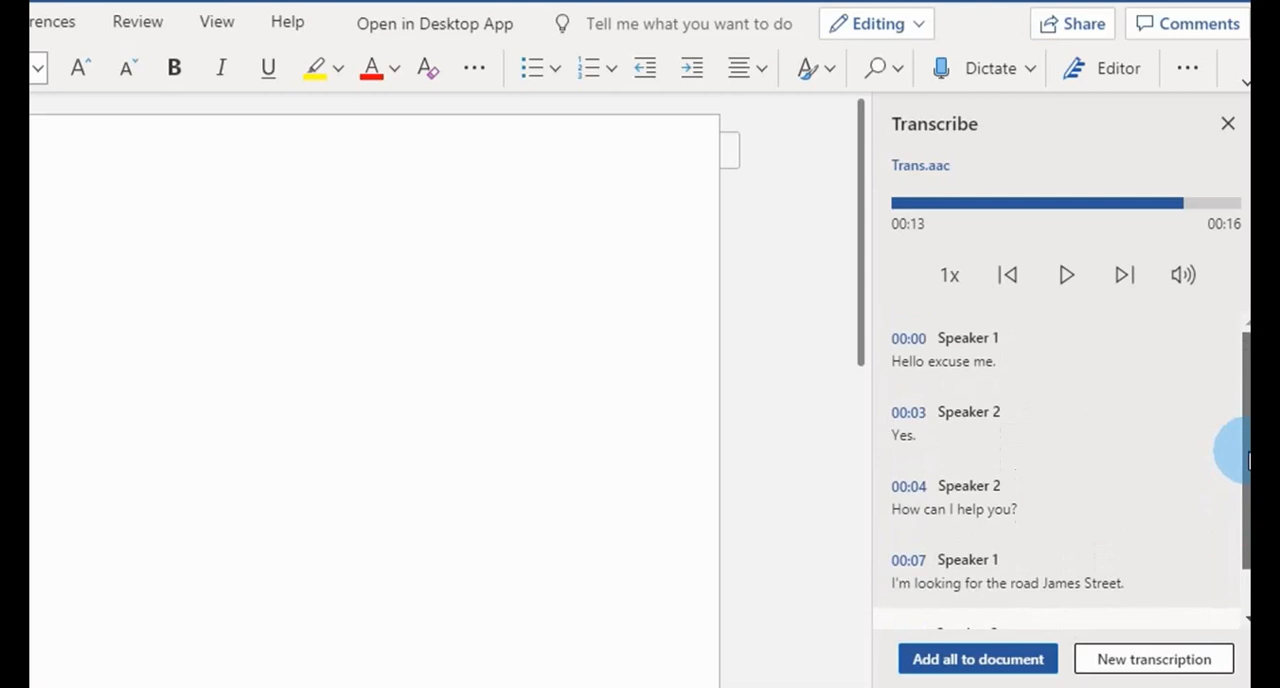 rences Review View Help Open in Desktop App Tell me what you want to do Editing Share Comments
A A B I U A A Dictate Editor
Transcribe
Trans.aac
00:13 00:16
1x
00:00 Speaker 1
Hello excuse me.
00:03 Speaker 2
Yes.
00:04 Speaker 2
How can I help you?
00:07 Speaker 1
I'm looking for the road James Street.
Add all to document New transcription